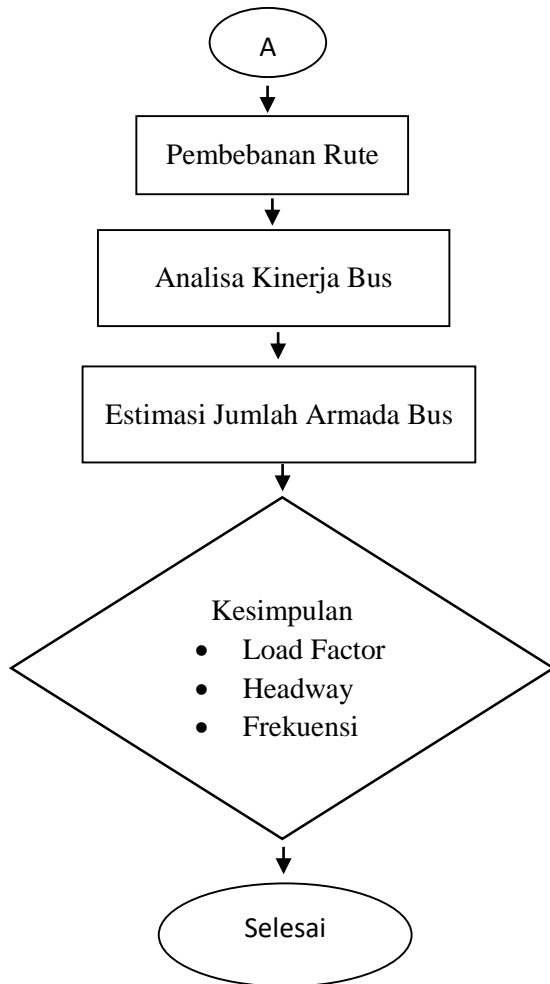 A
Pembebanan Rute
Analisa Kinerja Bus
Estimasi Jumlah Armada Bus
Kesimpulan
• Load Factor
• Headway
• Frekuensi
Selesai